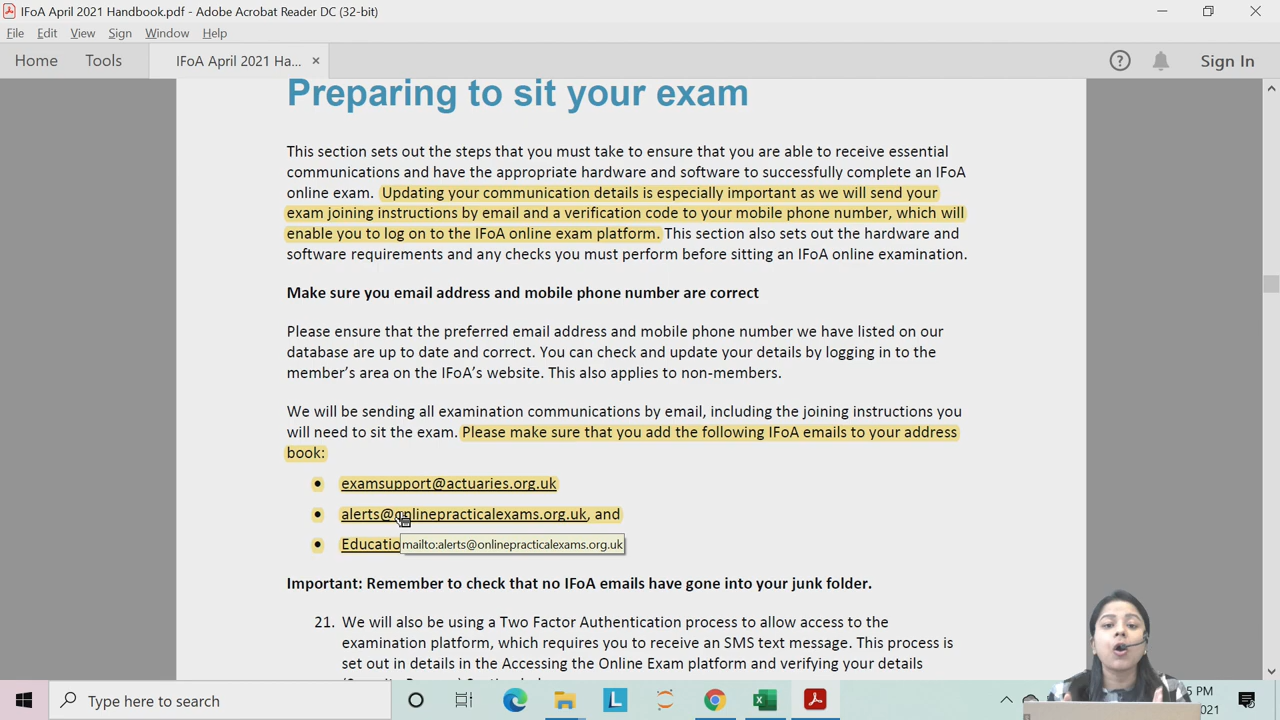 IFoA April 2021 Handbook.pdf - Adobe Acrobat Reader DC (32-bit)
File Edit View Sign Window Help
Home Tools IFoA April 2021 Ha... × Sign In
Preparing to sit your exam
This section sets out the steps that you must take to ensure that you are able to receive essential
communications and have the appropriate hardware and software to successfully complete an IFoA
online exam. Updating your communication details is especially important as we will send your
exam joining instructions by email and a verification code to your mobile phone number, which will
enable you to log on to the IFoA online exam platform. This section also sets out the hardware and
software requirements and any checks you must perform before sitting an IFoA online examination.
Make sure you email address and mobile phone number are correct
Please ensure that the preferred email address and mobile phone number we have listed on our
database are up to date and correct. You can check and update your details by logging in to the
member's area on the IFoA's website. This also applies to non-members.
We will be sending all examination communications by email, including the joining instructions you
will need to sit the exam. Please make sure that you add the following IFoA emails to your address
book:
• examsupport@actuaries.org.uk
• alerts@onlinepracticalexams.org.uk, and
• Educatio
mailto:alerts@onlinepracticalexams.org.uk
Important: Remember to check that no IFoA emails have gone into your junk folder.
21. We will also be using a Two Factor Authentication process to allow access to the
examination platform, which requires you to receive an SMS text message. This process is
set out in details in the Accessing the Online Exam platform and verifying your details
Type here to search
5 PM
2021